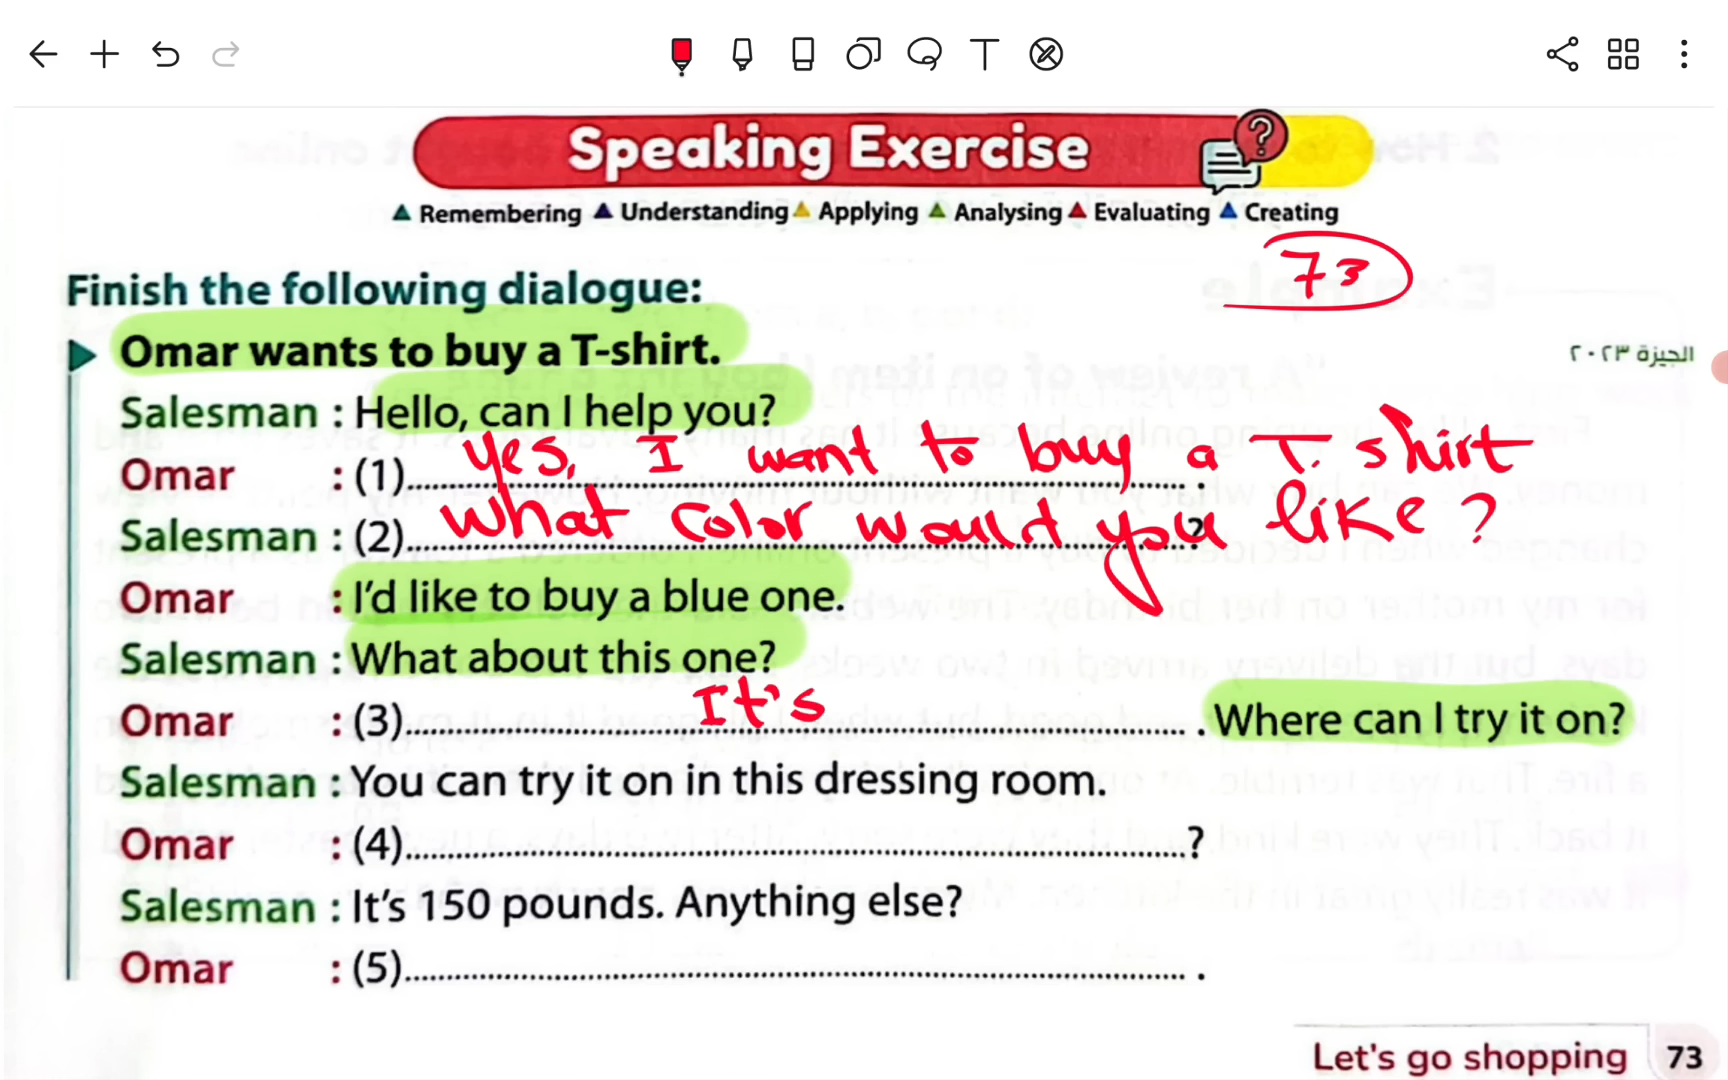 Speaking Exercise
Remembering Understanding Applying Analysing Evaluating Creating
73
Finish the following dialogue:
Omar wants to buy a T-shirt.
الجيزة ٢٠٢٣
Salesman : Hello, can I help you?
Omar : (1) Yes, I want to buy a T. shirt .
Salesman : (2) What color would you like? ?
Omar : I'd like to buy a blue one.
Salesman : What about this one?
Omar : (3) It's . Where can I try it on?
Salesman : You can try it on in this dressing room.
Omar : (4) ?
Salesman : It's 150 pounds. Anything else?
Omar : (5) .
Let's go shopping 73